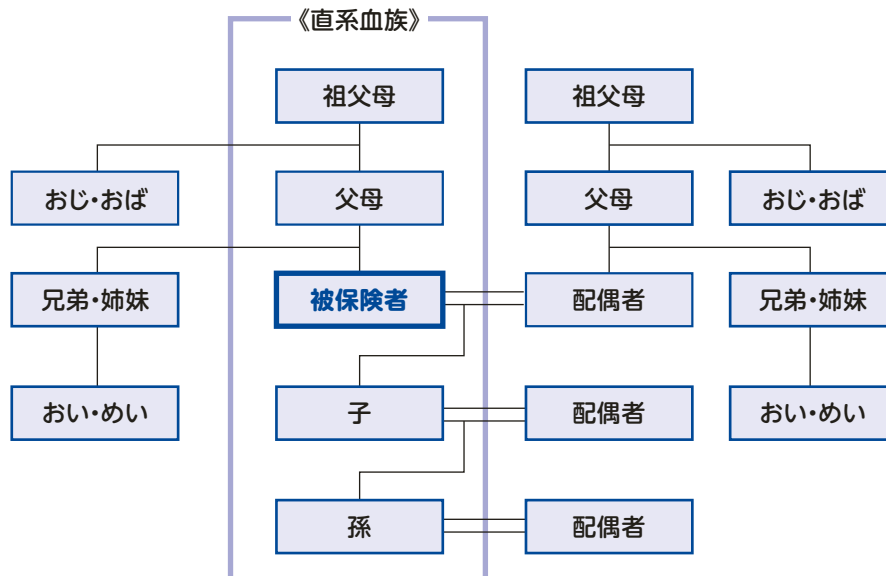 《直系血族》
祖父母
祖父母
おじ・おば
父母
父母
おじ・おば
兄弟・姉妹
被保険者
配偶者
兄弟・姉妹
おい・めい
子
配偶者
おい・めい
孫
配偶者